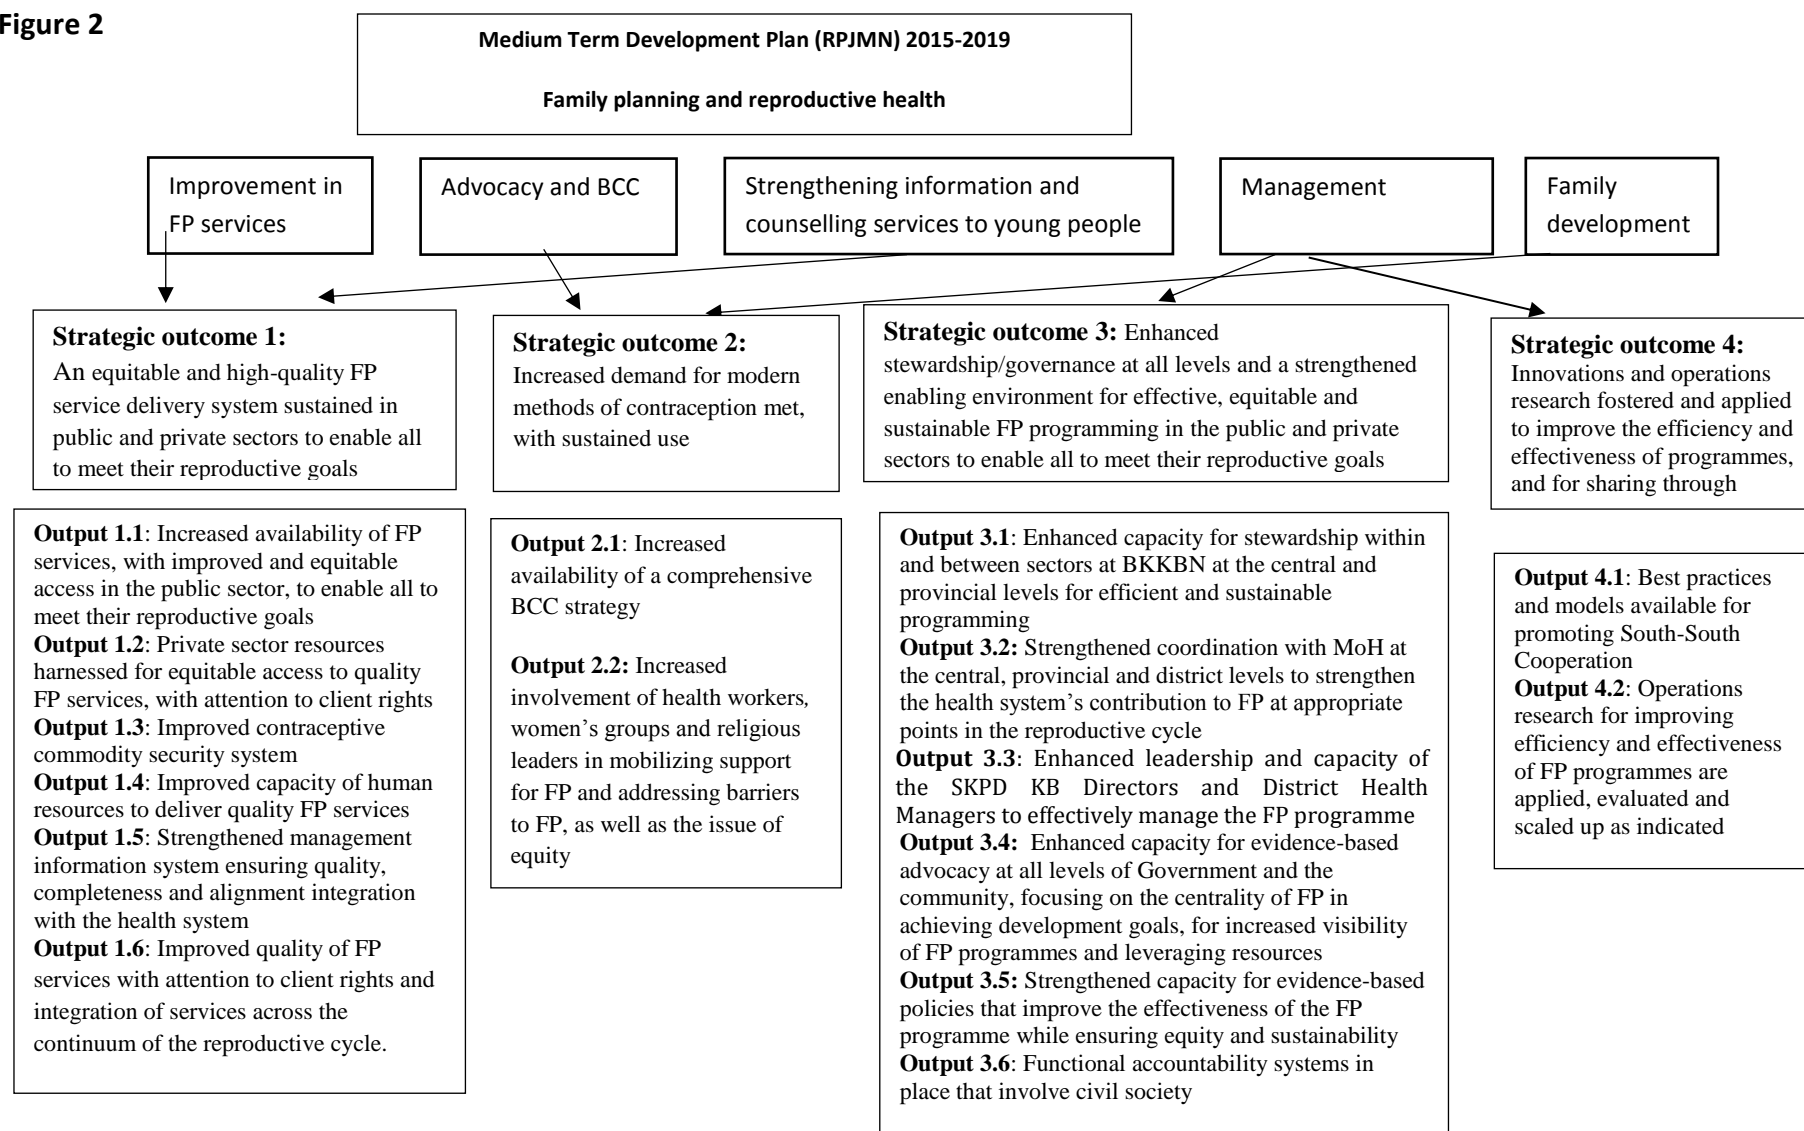 Figure 2
Medium Term Development Plan (RPJMN) 2015-2019
Family planning and reproductive health
Improvement in
FP services
Advocacy and BCC
Strengthening information and
counselling services to young people
Management
Family
development
Strategic outcome 1:
An equitable and high-quality FP
service delivery system sustained in
public and private sectors to enable all
to meet their reproductive goals
Strategic outcome 2:
Increased demand for modern
methods of contraception met,
with sustained use
Strategic outcome 3: Enhanced
stewardship/governance at all levels and a strengthened
enabling environment for effective, equitable and
sustainable FP programming in the public and private
sectors to enable all to meet their reproductive goals
Strategic outcome 4:
Innovations and operations
research fostered and applied
to improve the efficiency and
effectiveness of programmes,
and for sharing through
Output 1.1: Increased availability of FP
services, with improved and equitable
access in the public sector, to enable all to
meet their reproductive goals
Output 1.2: Private sector resources
harnessed for equitable access to quality
FP services, with attention to client rights
Output 1.3: Improved contraceptive
commodity security system
Output 1.4: Improved capacity of human
resources to deliver quality FP services
Output 1.5: Strengthened management
information system ensuring quality,
completeness and alignment integration
with the health system
Output 1.6: Improved quality of FP
services with attention to client rights and
integration of services across the
continuum of the reproductive cycle.
Output 2.1: Increased
availability of a comprehensive
BCC strategy
Output 2.2: Increased
involvement of health workers,
women's groups and religious
leaders in mobilizing support
for FP and addressing barriers
to FP, as well as the issue of
equity
Output 3.1: Enhanced capacity for stewardship within
and between sectors at BKKBN at the central and
provincial levels for efficient and sustainable
programming
Output 3.2: Strengthened coordination with MoH at
the central, provincial and district levels to strengthen
the health system's contribution to FP at appropriate
points in the reproductive cycle
Output 3.3: Enhanced leadership and capacity of
the SKPD KB Directors and District Health
Managers to effectively manage the FP programme
Output 3.4: Enhanced capacity for evidence-based
advocacy at all levels of Government and the
community, focusing on the centrality of FP in
achieving development goals, for increased visibility
of FP programmes and leveraging resources
Output 3.5: Strengthened capacity for evidence-based
policies that improve the effectiveness of the FP
programme while ensuring equity and sustainability
Output 3.6: Functional accountability systems in
place that involve civil society
Output 4.1: Best practices
and models available for
promoting South-South
Cooperation
Output 4.2: Operations
research for improving
efficiency and effectiveness
of FP programmes are
applied, evaluated and
scaled up as indicated